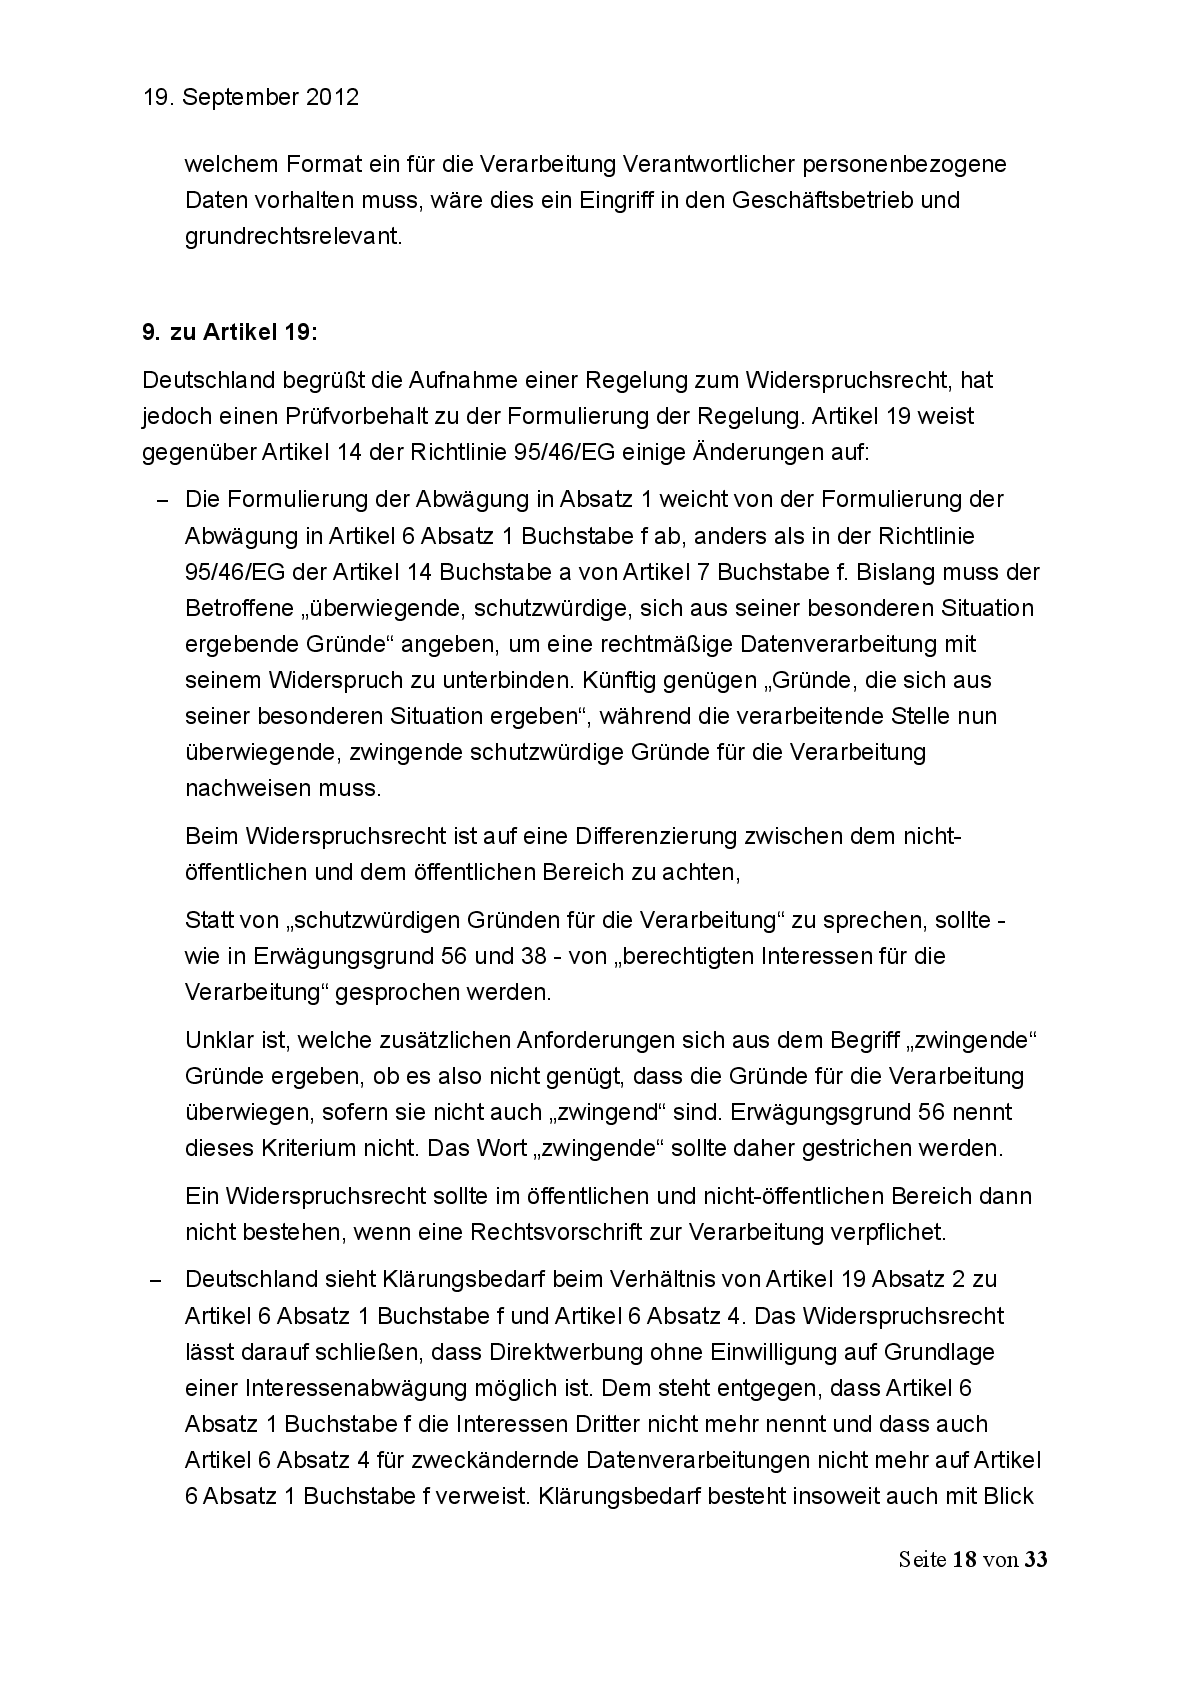 19. September 2012
welchem Format ein für die Verarbeitung Verantwortlicher personenbezogene
Daten vorhalten muss, wäre dies ein Eingriff in den Geschäftsbetrieb und
grundrechtsrelevant.
9. zu Artikel 19:
Deutschland begrüßt die Aufnahme einer Regelung zum Widerspruchsrecht, hat
jedoch einen Prüfvorbehalt zu der Formulierung der Regelung. Artikel 19 weist
gegenüber Artikel 14 der Richtlinie 95/46/EG einige Änderungen auf:
– Die Formulierung der Abwägung in Absatz 1 weicht von der Formulierung der
Abwägung in Artikel 6 Absatz 1 Buchstabe f ab, anders als in der Richtlinie
95/46/EG der Artikel 14 Buchstabe a von Artikel 7 Buchstabe f. Bislang muss der
Betroffene „überwiegende, schutzwürdige, sich aus seiner besonderen Situation
ergebende Gründe“ angeben, um eine rechtmäßige Datenverarbeitung mit
seinem Widerspruch zu unterbinden. Künftig genügen „Gründe, die sich aus
seiner besonderen Situation ergeben“, während die verarbeitende Stelle nun
überwiegende, zwingende schutzwürdige Gründe für die Verarbeitung
nachweisen muss.
Beim Widerspruchsrecht ist auf eine Differenzierung zwischen dem nicht-
öffentlichen und dem öffentlichen Bereich zu achten,
Statt von „schutzwürdigen Gründen für die Verarbeitung“ zu sprechen, sollte -
wie in Erwägungsgrund 56 und 38 - von „berechtigten Interessen für die
Verarbeitung“ gesprochen werden.
Unklar ist, welche zusätzlichen Anforderungen sich aus dem Begriff „zwingende“
Gründe ergeben, ob es also nicht genügt, dass die Gründe für die Verarbeitung
überwiegen, sofern sie nicht auch „zwingend“ sind. Erwägungsgrund 56 nennt
dieses Kriterium nicht. Das Wort „zwingende“ sollte daher gestrichen werden.
Ein Widerspruchsrecht sollte im öffentlichen und nicht-öffentlichen Bereich dann
nicht bestehen, wenn eine Rechtsvorschrift zur Verarbeitung verpflichet.
– Deutschland sieht Klärungsbedarf beim Verhältnis von Artikel 19 Absatz 2 zu
Artikel 6 Absatz 1 Buchstabe f und Artikel 6 Absatz 4. Das Widerspruchsrecht
lässt darauf schließen, dass Direktwerbung ohne Einwilligung auf Grundlage
einer Interessenabwägung möglich ist. Dem steht entgegen, dass Artikel 6
Absatz 1 Buchstabe f die Interessen Dritter nicht mehr nennt und dass auch
Artikel 6 Absatz 4 für zweckändernde Datenverarbeitungen nicht mehr auf Artikel
6 Absatz 1 Buchstabe f verweist. Klärungsbedarf besteht insoweit auch mit Blick
Seite 18 von 33